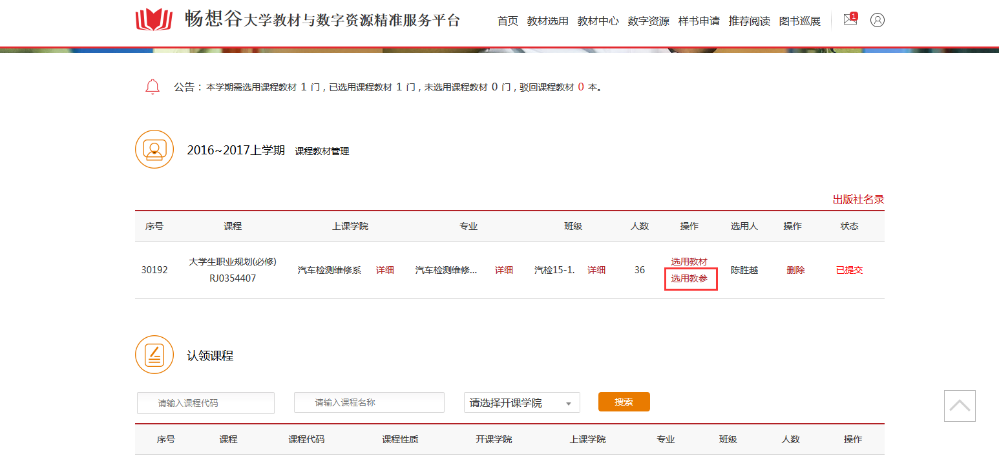 畅想谷大学教材与数字资源精准服务平台
首页 教材选用 教材中心 数字资源 样书申请 推荐阅读 图书巡展 1
公告：本学期需选用课程教材 1 门，已选用课程教材 1 门，未选用课程教材 0 门，驳回课程教材 0 本。
2016~2017上学期 课程教材管理
出版社名录
序号 课程 上课学院 专业 班级 人数 操作 选用人 操作 状态
30192 大学生职业规划(必修) 汽车检测维修系 详细 汽车检测维修... 详细 汽检15-1. 详细 36 选用教材 陈胜越 删除 已提交
RJ0354407 选用教参
认领课程
请输入课程代码 请输入课程名称 请选择开课学院 搜索
序号 课程 课程代码 课程性质 开课学院 上课学院 专业 班级 人数 操作